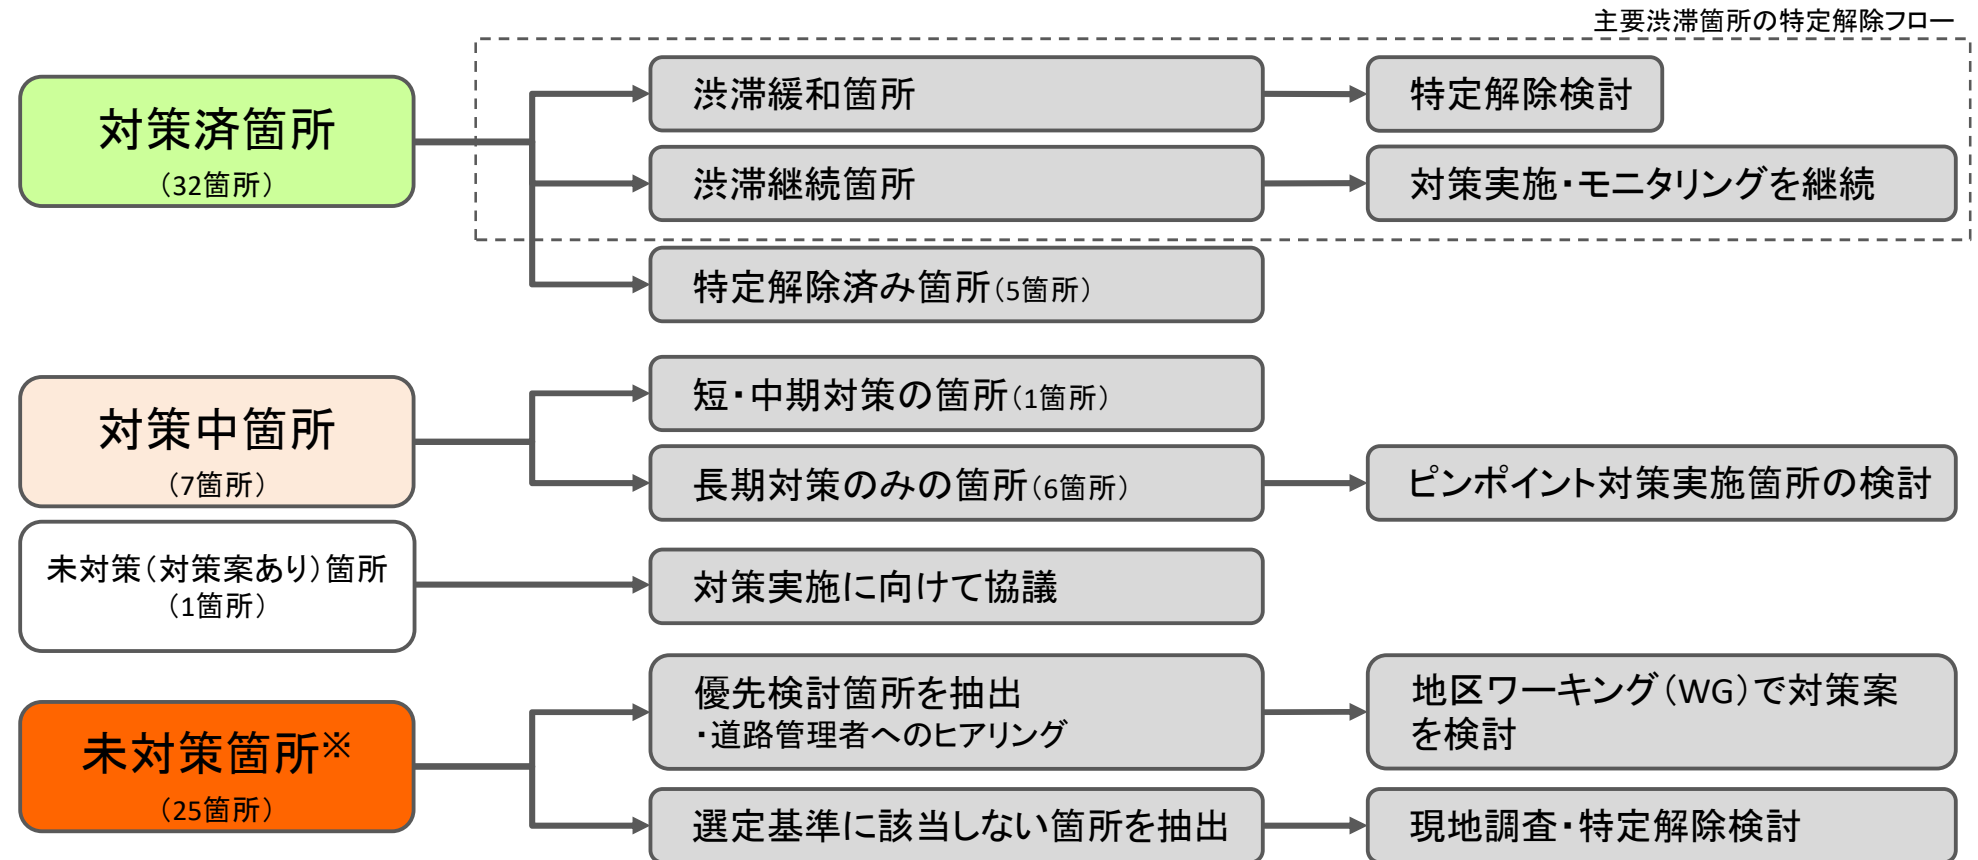 主要渋滞箇所の特定解除フロー
対策済箇所
（32箇所）
渋滞緩和箇所
特定解除検討
渋滞継続箇所
対策実施・モニタリングを継続
特定解除済み箇所（5箇所）
対策中箇所
（7箇所）
短・中期対策の箇所（1箇所）
長期対策のみの箇所（6箇所）
ピンポイント対策実施箇所の検討
未対策（対策案あり）箇所
（1箇所）
対策実施に向けて協議
未対策箇所※
（25箇所）
優先検討箇所を抽出
・道路管理者へのヒアリング
地区ワーキング（WG）で対策案
を検討
選定基準に該当しない箇所を抽出
現地調査・特定解除検討